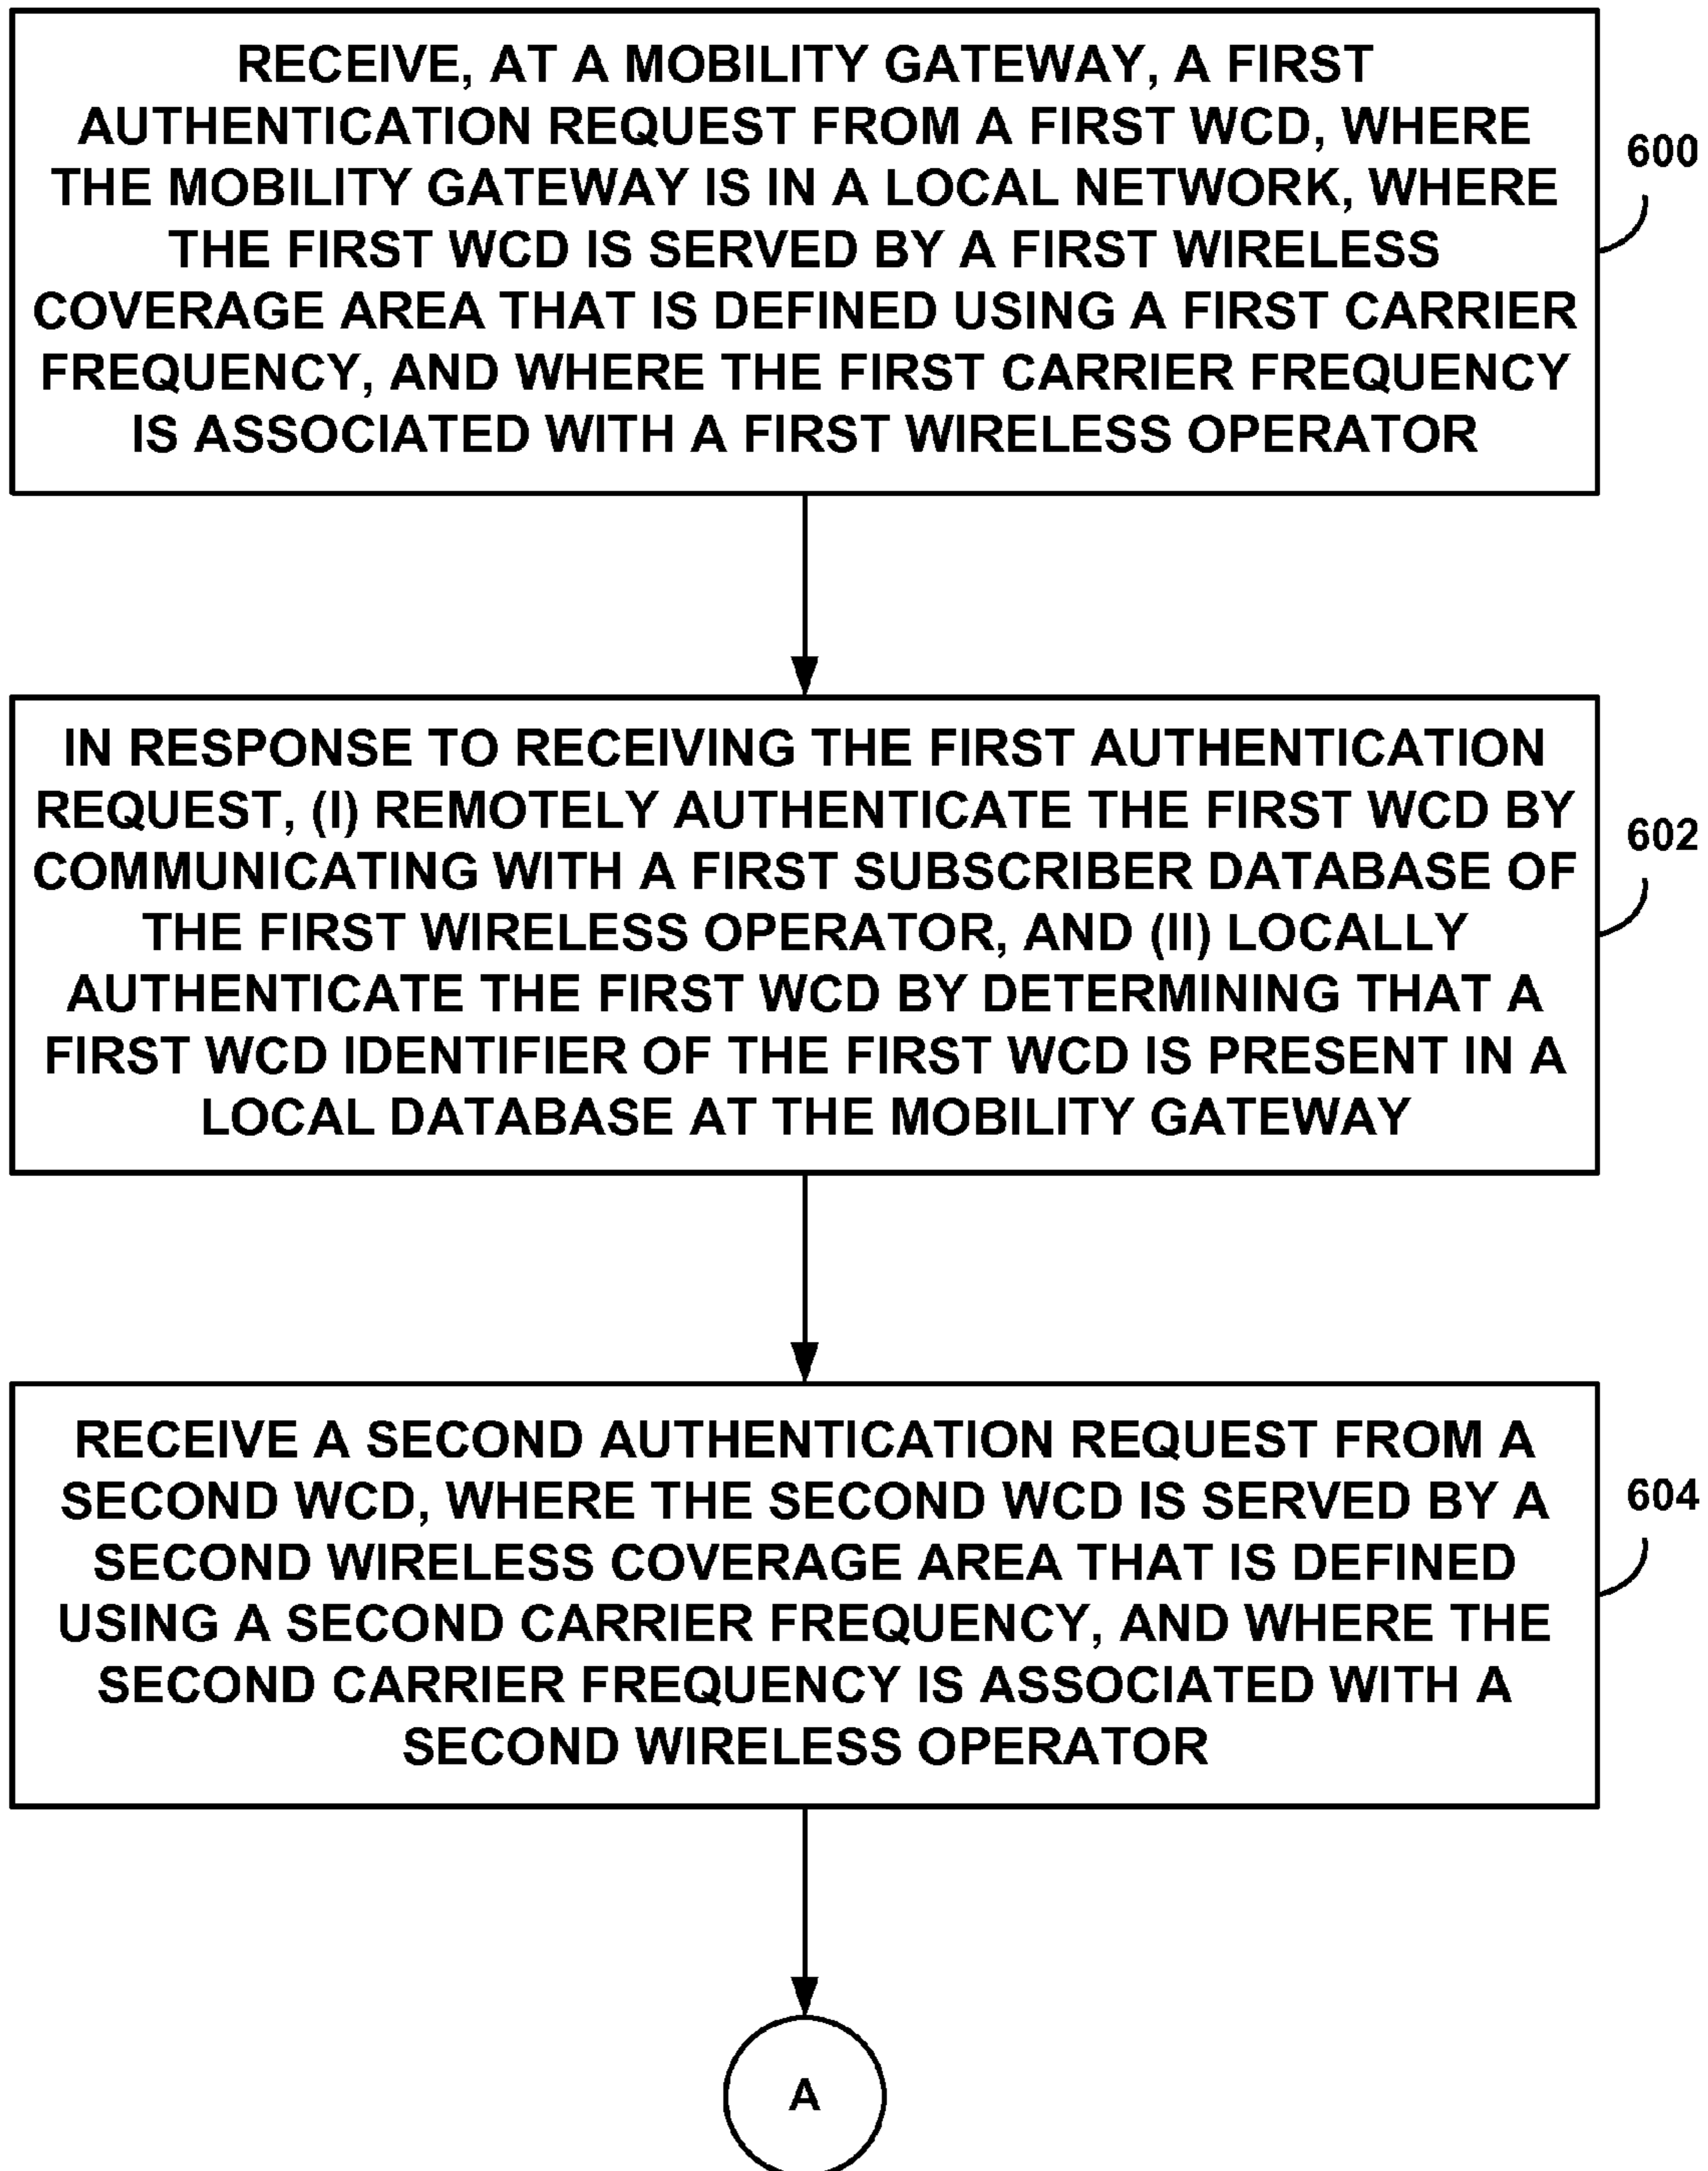 RECEIVE, AT A MOBILITY GATEWAY, A FIRST
AUTHENTICATION REQUEST FROM A FIRST WCD, WHERE
THE MOBILITY GATEWAY IS IN A LOCAL NETWORK, WHERE
THE FIRST WCD IS SERVED BY A FIRST WIRELESS
COVERAGE AREA THAT IS DEFINED USING A FIRST CARRIER
FREQUENCY, AND WHERE THE FIRST CARRIER FREQUENCY
IS ASSOCIATED WITH A FIRST WIRELESS OPERATOR
600
IN RESPONSE TO RECEIVING THE FIRST AUTHENTICATION
REQUEST, (I) REMOTELY AUTHENTICATE THE FIRST WCD BY
COMMUNICATING WITH A FIRST SUBSCRIBER DATABASE OF
THE FIRST WIRELESS OPERATOR, AND (II) LOCALLY
AUTHENTICATE THE FIRST WCD BY DETERMINING THAT A
FIRST WCD IDENTIFIER OF THE FIRST WCD IS PRESENT IN A
LOCAL DATABASE AT THE MOBILITY GATEWAY
602
RECEIVE A SECOND AUTHENTICATION REQUEST FROM A
SECOND WCD, WHERE THE SECOND WCD IS SERVED BY A
SECOND WIRELESS COVERAGE AREA THAT IS DEFINED
USING A SECOND CARRIER FREQUENCY, AND WHERE THE
SECOND CARRIER FREQUENCY IS ASSOCIATED WITH A
SECOND WIRELESS OPERATOR
604
A